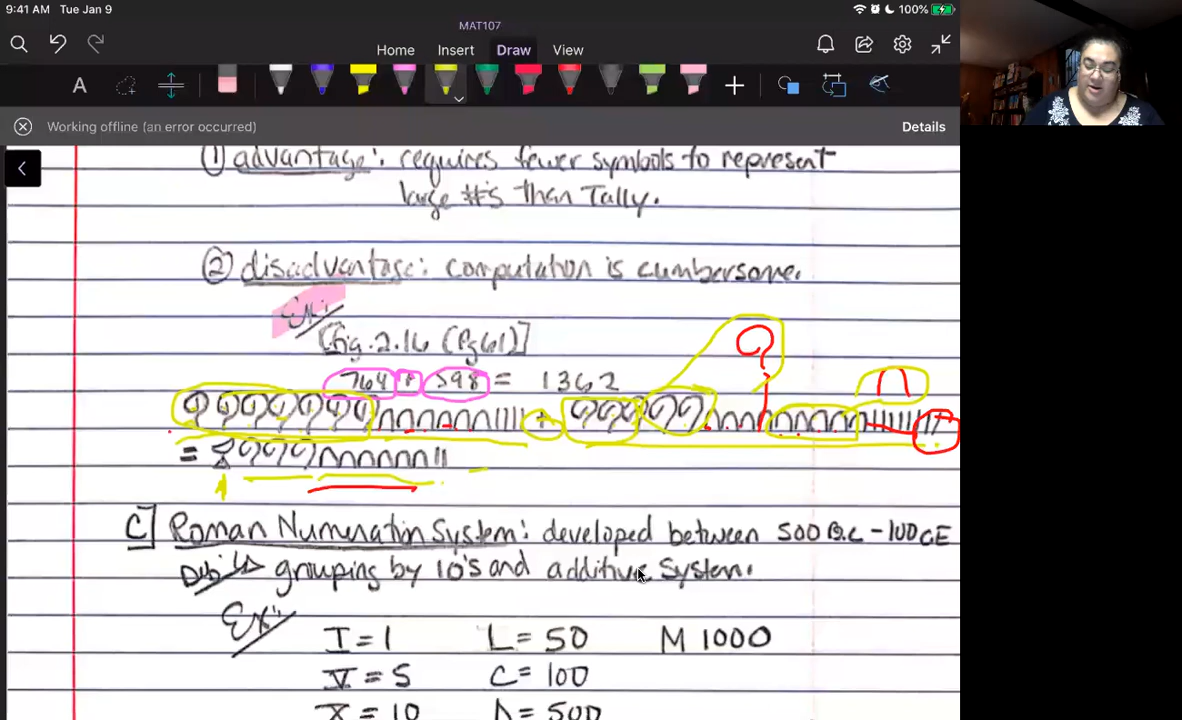 9:41 AM Tue Jan 9
100%
MAT107
Home Insert Draw View
A
Working offline (an error occurred)
Details
① advantage: requires fewer symbols to represent
large #'s than Tally.
② disadvantage: computation is cumbersome.
Ex:
[Fig. 2.16 (Pg 61)]
764 + 598 = 1362
+
=
C] Roman Numeration System: developed between 500 B.C - 100 CE
grouping by 10's and additive System.
Ex:
I = 1 L = 50 M 1000
V = 5 C = 100
X = 10 D = 500